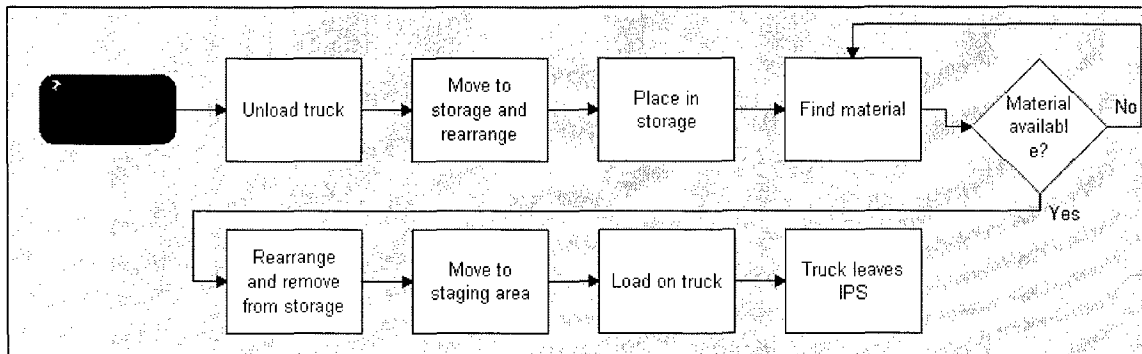 Unload truck
Move to
storage and
rearrange
Place in
storage
Find material
Material
availabl
e?
No
Yes
Rearrange
and remove
from storage
Move to
staging area
Load on truck
Truck leaves
IPS